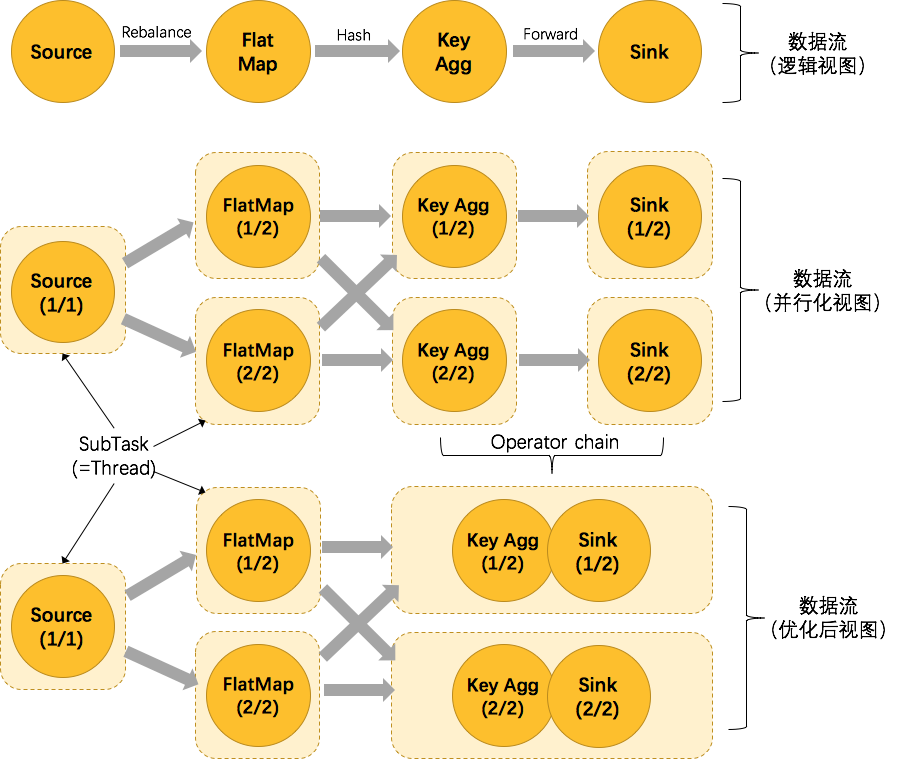 Source
Rebalance
Flat
Map
Hash
Key
Agg
Forward
Sink
数据流
(逻辑视图)
Source
(1/1)
FlatMap
(1/2)
Key Agg
(1/2)
Sink
(1/2)
FlatMap
(2/2)
Key Agg
(2/2)
Sink
(2/2)
数据流
(并行化视图)
SubTask
(=Thread)
Operator chain
Source
(1/1)
FlatMap
(1/2)
Key Agg
(1/2)
Sink
(1/2)
FlatMap
(2/2)
Key Agg
(2/2)
Sink
(2/2)
数据流
(优化后视图)